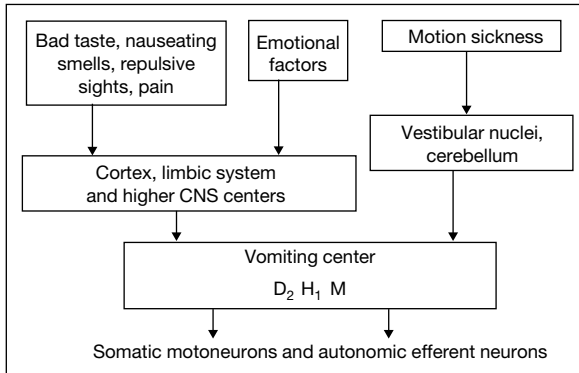 Bad taste, nauseating
smells, repulsive
sights, pain
Emotional
factors
Motion sickness
Vestibular nuclei,
cerebellum
Cortex, limbic system
and higher CNS centers
Vomiting center
D₂ H₁ M
Somatic motoneurons and autonomic efferent neurons